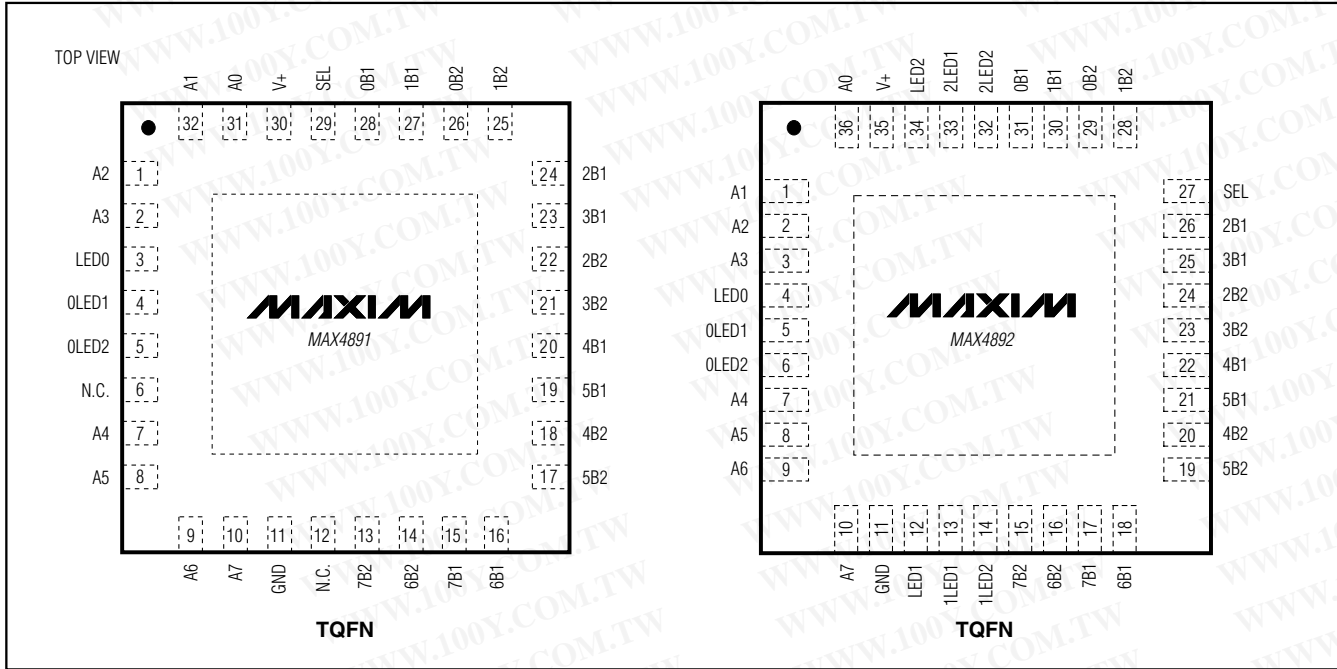 TOP VIEW
A1 A0 V+ SEL 0B1 1B1 0B2 1B2
32 31 30 29 28 27 26 25
A2 1
A3 2
LED0 3
0LED1 4
0LED2 5
N.C. 6
A4 7
A5 8
24 2B1
23 3B1
22 2B2
21 3B2
20 4B1
19 5B1
18 4B2
17 5B2
MAXIM
MAX4891
9 10 11 12 13 14 15 16
A6 A7 GND N.C. 7B2 6B2 7B1 6B1
TQFN
A0 V+ LED2 2LED1 2LED2 0B1 1B1 0B2 1B2
36 35 34 33 32 31 30 29 28
A1 1
A2 2
A3 3
LED0 4
0LED1 5
0LED2 6
A4 7
A5 8
A6 9
27 SEL
26 2B1
25 3B1
24 2B2
23 3B2
22 4B1
21 5B1
20 4B2
19 5B2
MAXIM
MAX4892
10 11 12 13 14 15 16 17 18
A7 GND LED1 1LED1 1LED2 7B2 6B2 7B1 6B1
TQFN
WWW.100Y.COM.TW